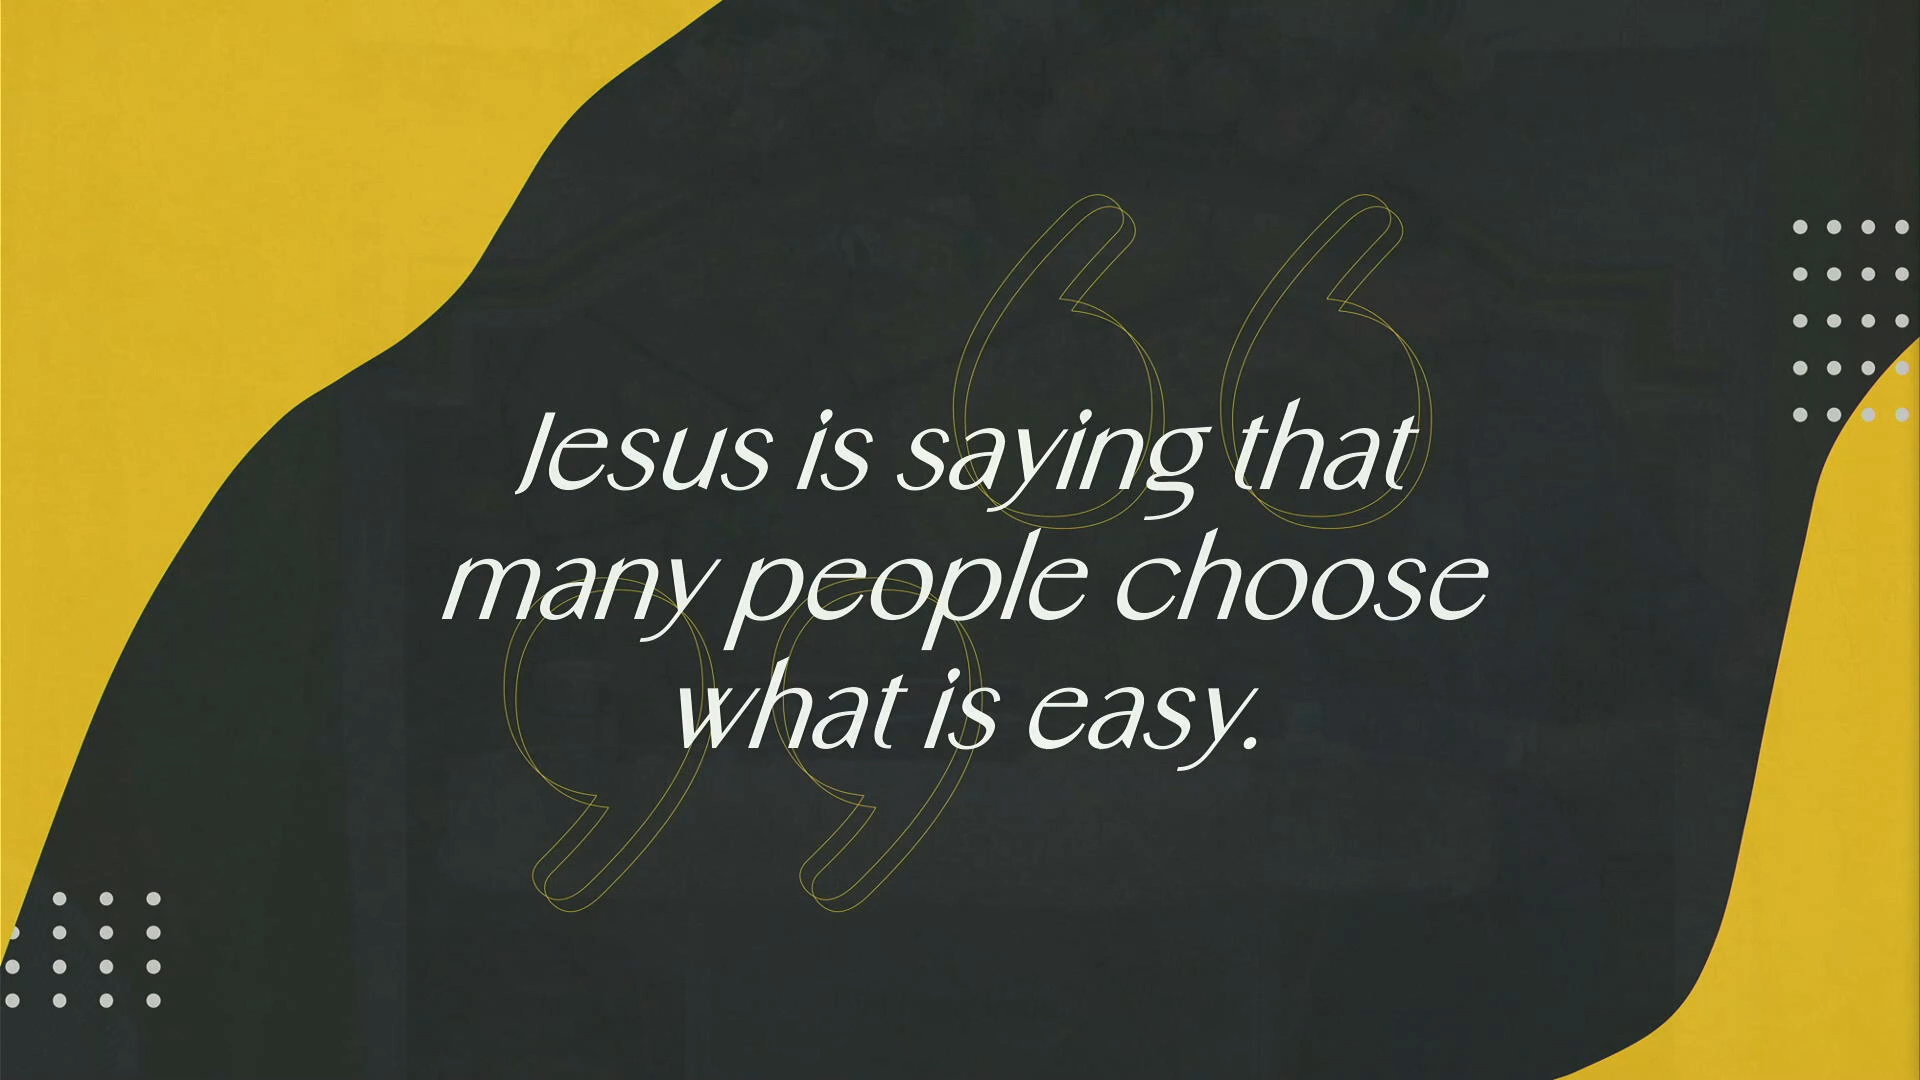 Jesus is saying that
many people choose
what is easy.